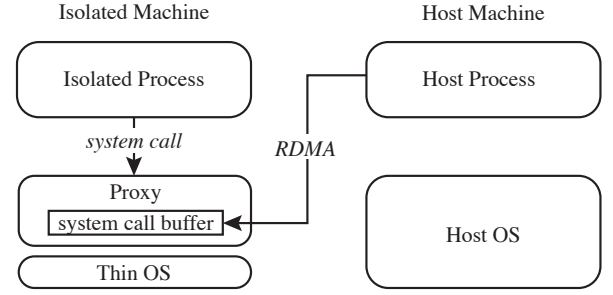 Isolated Machine
Host Machine
Isolated Process
Host Process
system call
RDMA
Proxy
system call buffer
Host OS
Thin OS